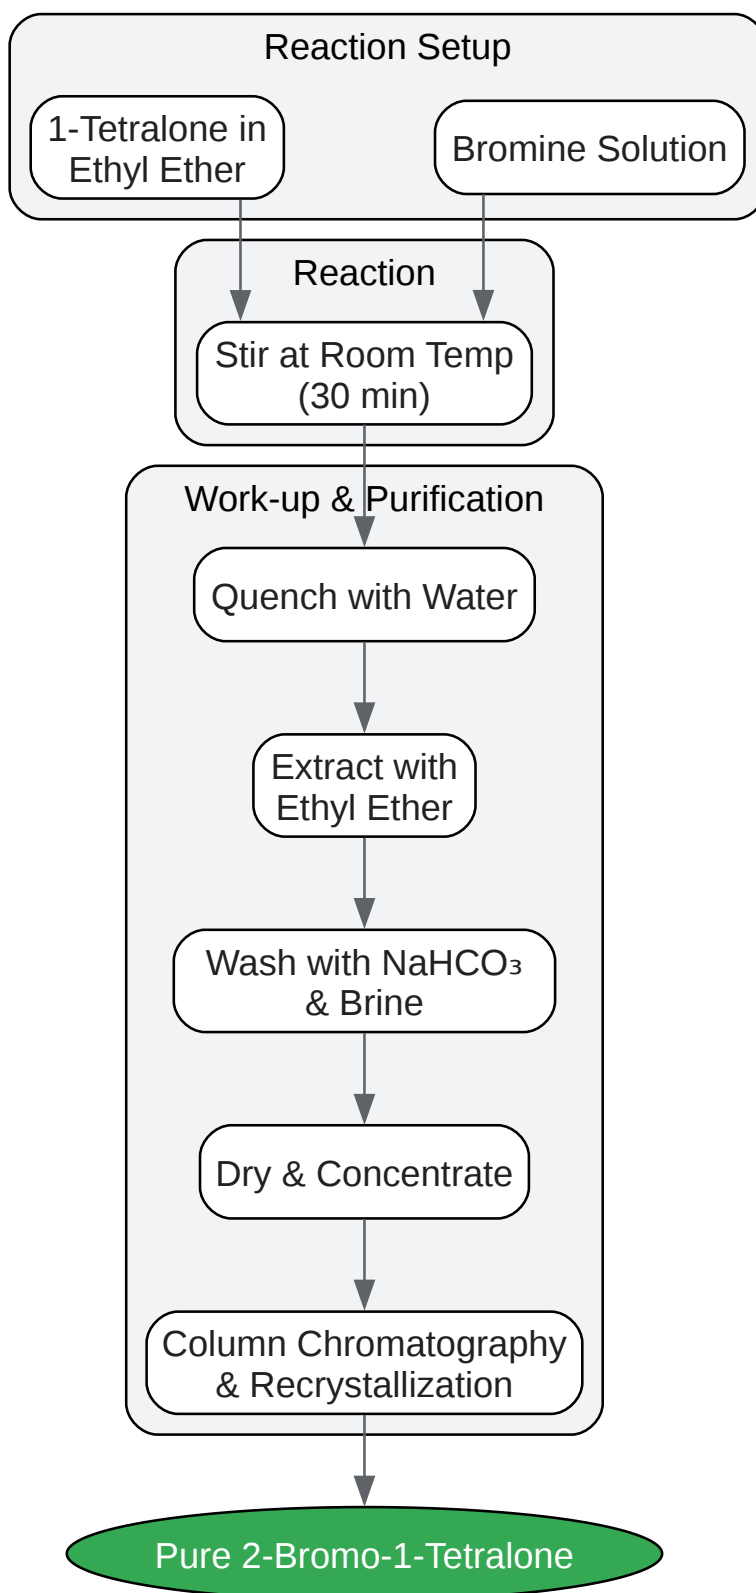 Reaction Setup
1-Tetralone in
Ethyl Ether
Bromine Solution
Reaction
Stir at Room Temp
(30 min)
Work-up & Purification
Quench with Water
Extract with
Ethyl Ether
Wash with NaHCO₃
& Brine
Dry & Concentrate
Column Chromatography
& Recrystallization
Pure 2-Bromo-1-Tetralone